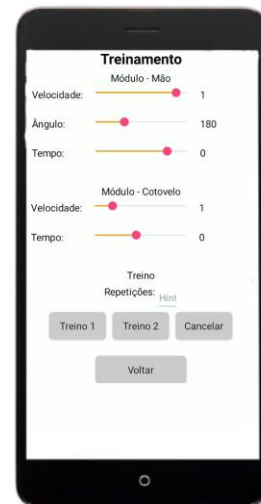 Treinamento
Módulo - Mão
Velocidade: 1
Ângulo: 180
Tempo: 0
Módulo - Cotovelo
Velocidade: 1
Tempo: 0
Treino
Repetições: Hint
Treino 1 Treino 2 Cancelar
Voltar